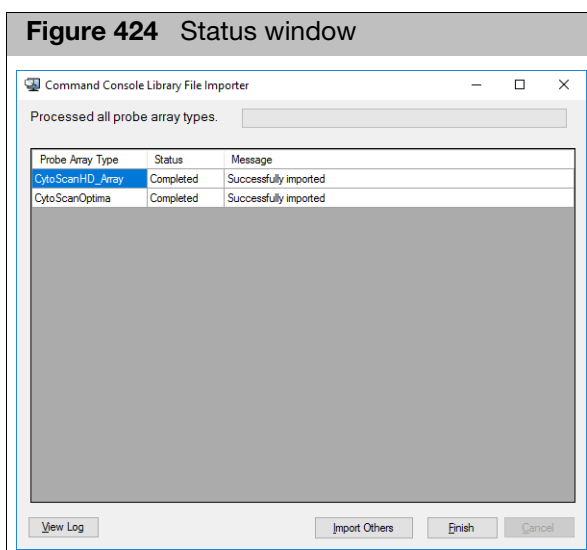 Figure 424 Status window
Command Console Library File Importer
Processed all probe array types.
Probe Array Type Status Message
CytoScanHD_Array Completed Successfully imported
CytoScanOptima Completed Successfully imported
View Log Import Others Finish Cancel